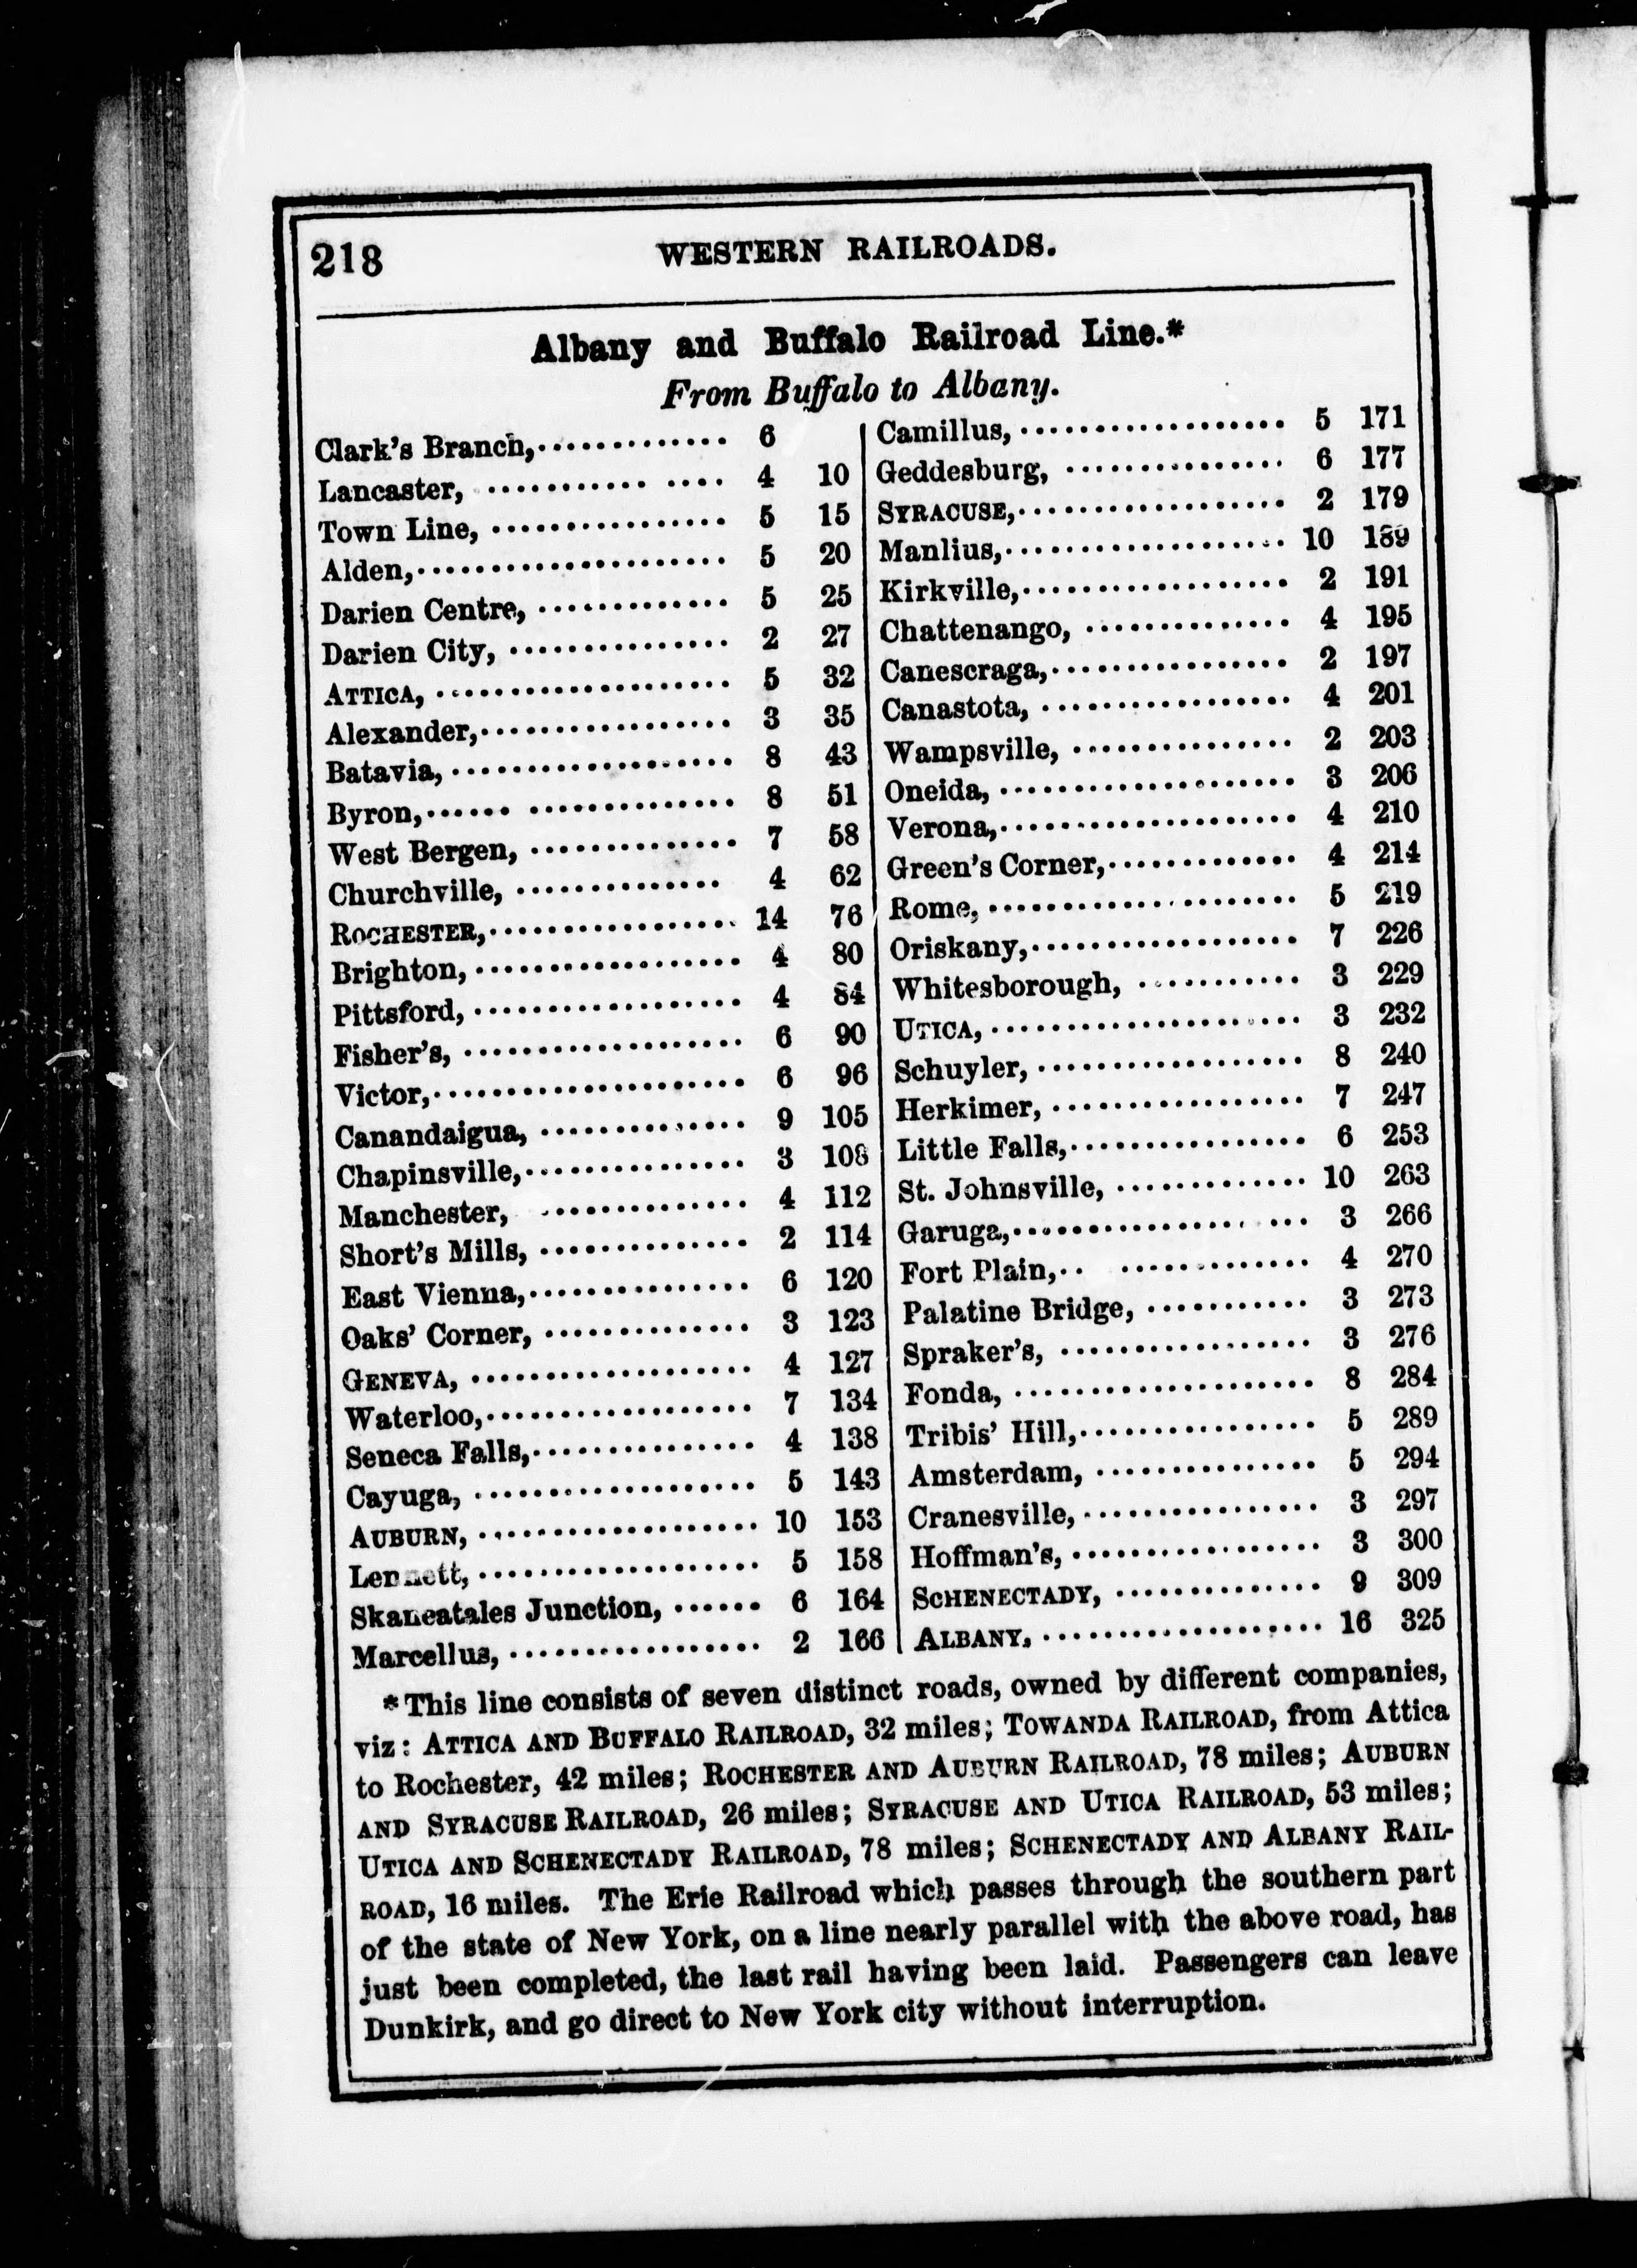 218
WESTERN RAILROADS.
Albany and Buffalo Railroad Line.*
From Buffalo to Albany.
Clark's Branch, 6
Lancaster, 4 10
Town Line, 5 15
Alden, 5 20
Darien Centre, 5 25
Darien City, 2 27
ATTICA, 5 32
Alexander, 3 35
Batavia, 8 43
Byron, 8 51
West Bergen, 7 58
Churchville, 4 62
ROCHESTER, 14 76
Brighton, 4 80
Pittsford, 4 84
Fisher's, 6 90
Victor, 6 96
Canandaigua, 9 105
Chapinsville, 3 108
Manchester, 4 112
Short's Mills, 2 114
East Vienna, 6 120
Oaks' Corner, 3 123
GENEVA, 4 127
Waterloo, 7 134
Seneca Falls, 4 138
Cayuga, 5 143
AUBURN, 10 153
Lennett, 5 158
Skaneatales Junction, 6 164
Marcellus, 2 166
Camillus, 5 171
Geddesburg, 6 177
SYRACUSE, 2 179
Manlius, 10 189
Kirkville, 2 191
Chattenango, 4 195
Canescraga, 2 197
Canastota, 4 201
Wampsville, 2 203
Oneida, 3 206
Verona, 4 210
Green's Corner, 4 214
Rome, 5 219
Oriskany, 7 226
Whitesborough, 3 229
UTICA, 3 232
Schuyler, 8 240
Herkimer, 7 247
Little Falls, 6 253
St. Johnsville, 10 263
Garuga, 3 266
Fort Plain, 4 270
Palatine Bridge, 3 273
Spraker's, 3 276
Fonda, 8 284
Tribis' Hill, 5 289
Amsterdam, 5 294
Cranesville, 3 297
Hoffman's, 3 300
SCHENECTADY, 9 309
ALBANY, 16 325
*This line consists of seven distinct roads, owned by different companies,
viz: ATTICA AND BUFFALO RAILROAD, 32 miles; TOWANDA RAILROAD, from Attica
to Rochester, 42 miles; ROCHESTER AND AUBURN RAILROAD, 78 miles; AUBURN
AND SYRACUSE RAILROAD, 26 miles; SYRACUSE AND UTICA RAILROAD, 53 miles;
UTICA AND SCHENECTADY RAILROAD, 78 miles; SCHENECTADY AND ALBANY RAIL-
ROAD, 16 miles. The Erie Railroad which passes through the southern part
of the state of New York, on a line nearly parallel with the above road, has
just been completed, the last rail having been laid. Passengers can leave
Dunkirk, and go direct to New York city without interruption.